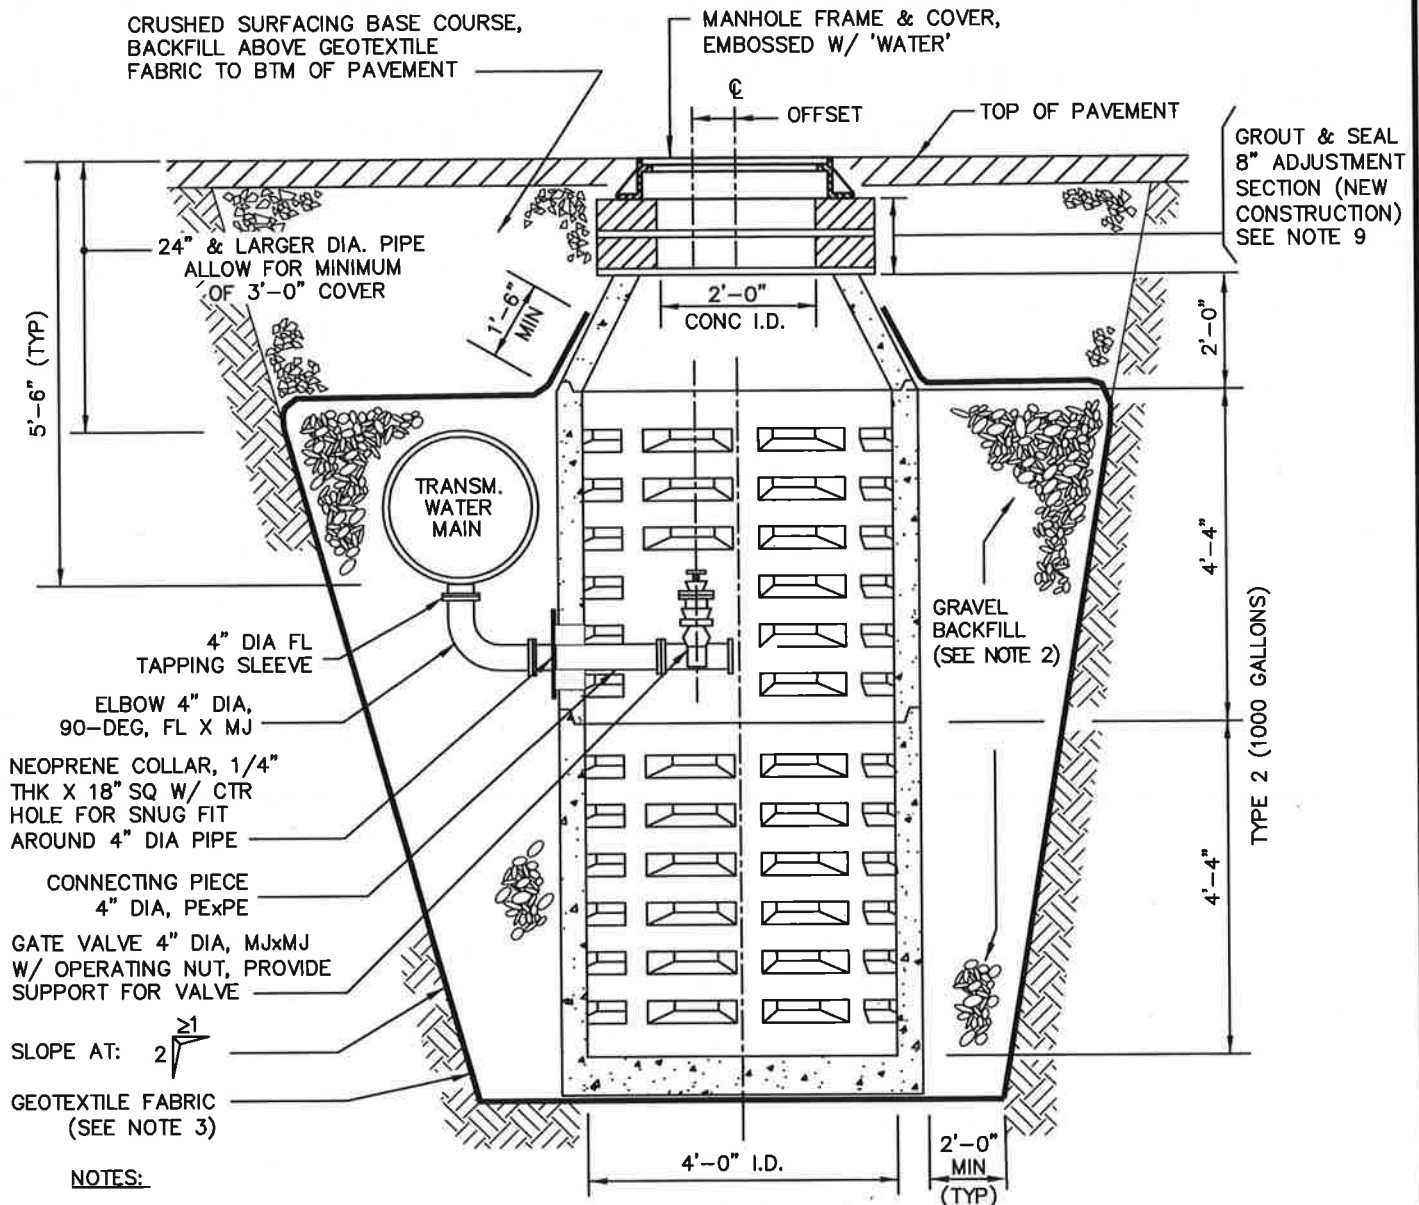 CRUSHED SURFACING BASE COURSE,
BACKFILL ABOVE GEOTEXTILE
FABRIC TO BTM OF PAVEMENT
MANHOLE FRAME & COVER,
EMBOSSED W/ 'WATER'
℄
OFFSET
TOP OF PAVEMENT
GROUT & SEAL
8" ADJUSTMENT
SECTION (NEW
CONSTRUCTION)
SEE NOTE 9
24" & LARGER DIA. PIPE
ALLOW FOR MINIMUM
OF 3'-0" COVER
1'-6"
MIN
2'-0"
CONC I.D.
2'-0"
5'-6" (TYP)
TRANSM.
WATER
MAIN
4'-4"
GRAVEL
BACKFILL
(SEE NOTE 2)
TYPE 2 (1000 GALLONS)
4'-4"
4" DIA FL
TAPPING SLEEVE
ELBOW 4" DIA,
90-DEG, FL X MJ
NEOPRENE COLLAR, 1/4"
THK X 18" SQ W/ CTR
HOLE FOR SNUG FIT
AROUND 4" DIA PIPE
CONNECTING PIECE
4" DIA, PExPE
GATE VALVE 4" DIA, MJxMJ
W/ OPERATING NUT, PROVIDE
SUPPORT FOR VALVE
SLOPE AT: 2 ≥1
GEOTEXTILE FABRIC
(SEE NOTE 3)
4'-0" I.D.
2'-0"
MIN
(TYP)
NOTES: